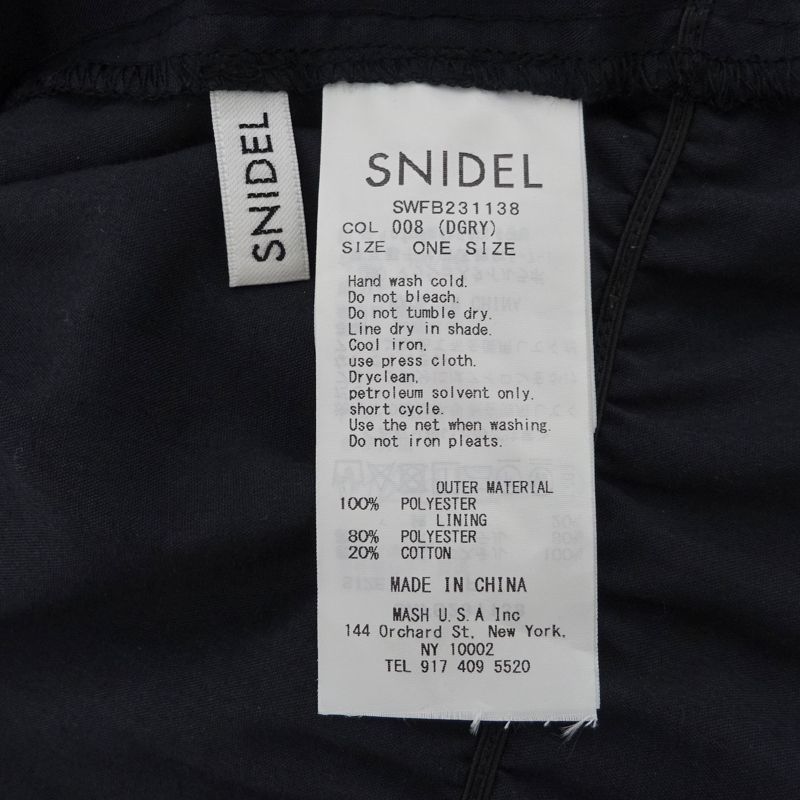 SNIDEL
SNIDEL
SWFB231138
COL 008 (DGRY)
SIZE ONE SIZE
Hand wash cold.
Do not bleach.
Do not tumble dry.
Line dry in shade.
Cool iron.
use press cloth.
Dryclean,
petroleum solvent only.
short cycle.
Use the net when washing.
Do not iron pleats.
OUTER MATERIAL
100% POLYESTER
LINING
80% POLYESTER
20% COTTON
MADE IN CHINA
MASH U.S.A Inc
144 Orchard St, New York,
NY 10002
TEL 917 409 5520